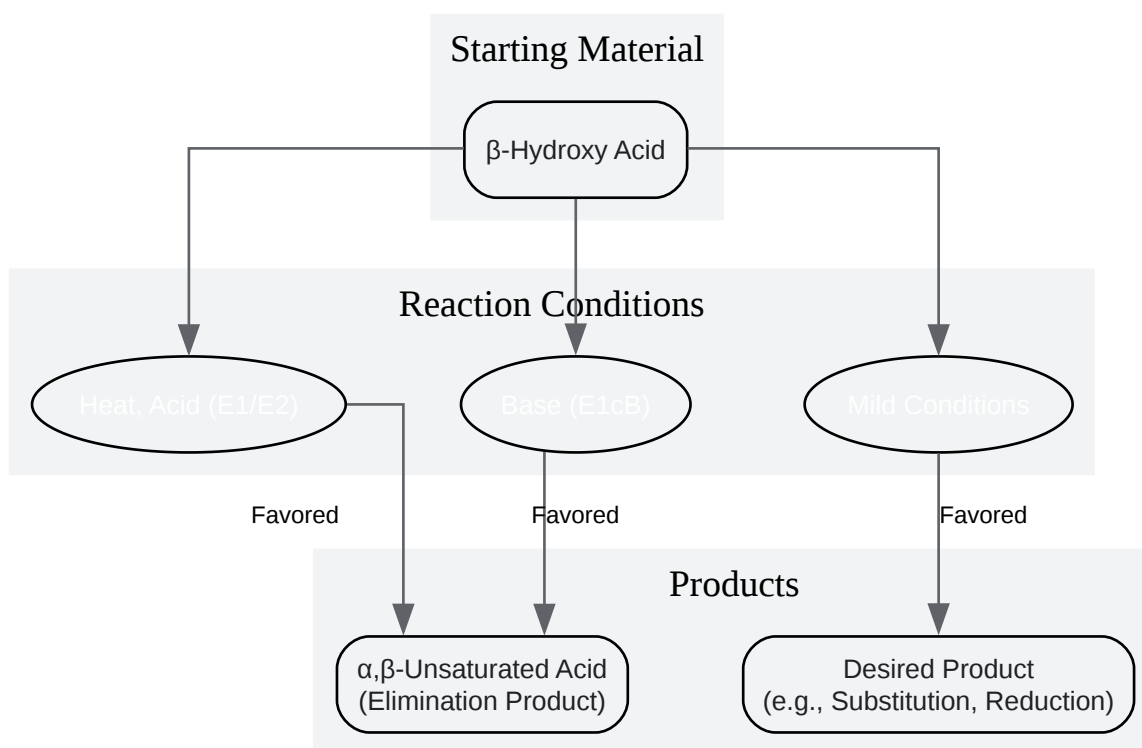 Starting Material
β-Hydroxy Acid
Reaction Conditions
Heat, Acid (E1/E2)
Base (E1cB)
Mild Conditions
Favored
Favored
Favored
Products
α,β-Unsaturated Acid
(Elimination Product)
Desired Product
(e.g., Substitution, Reduction)